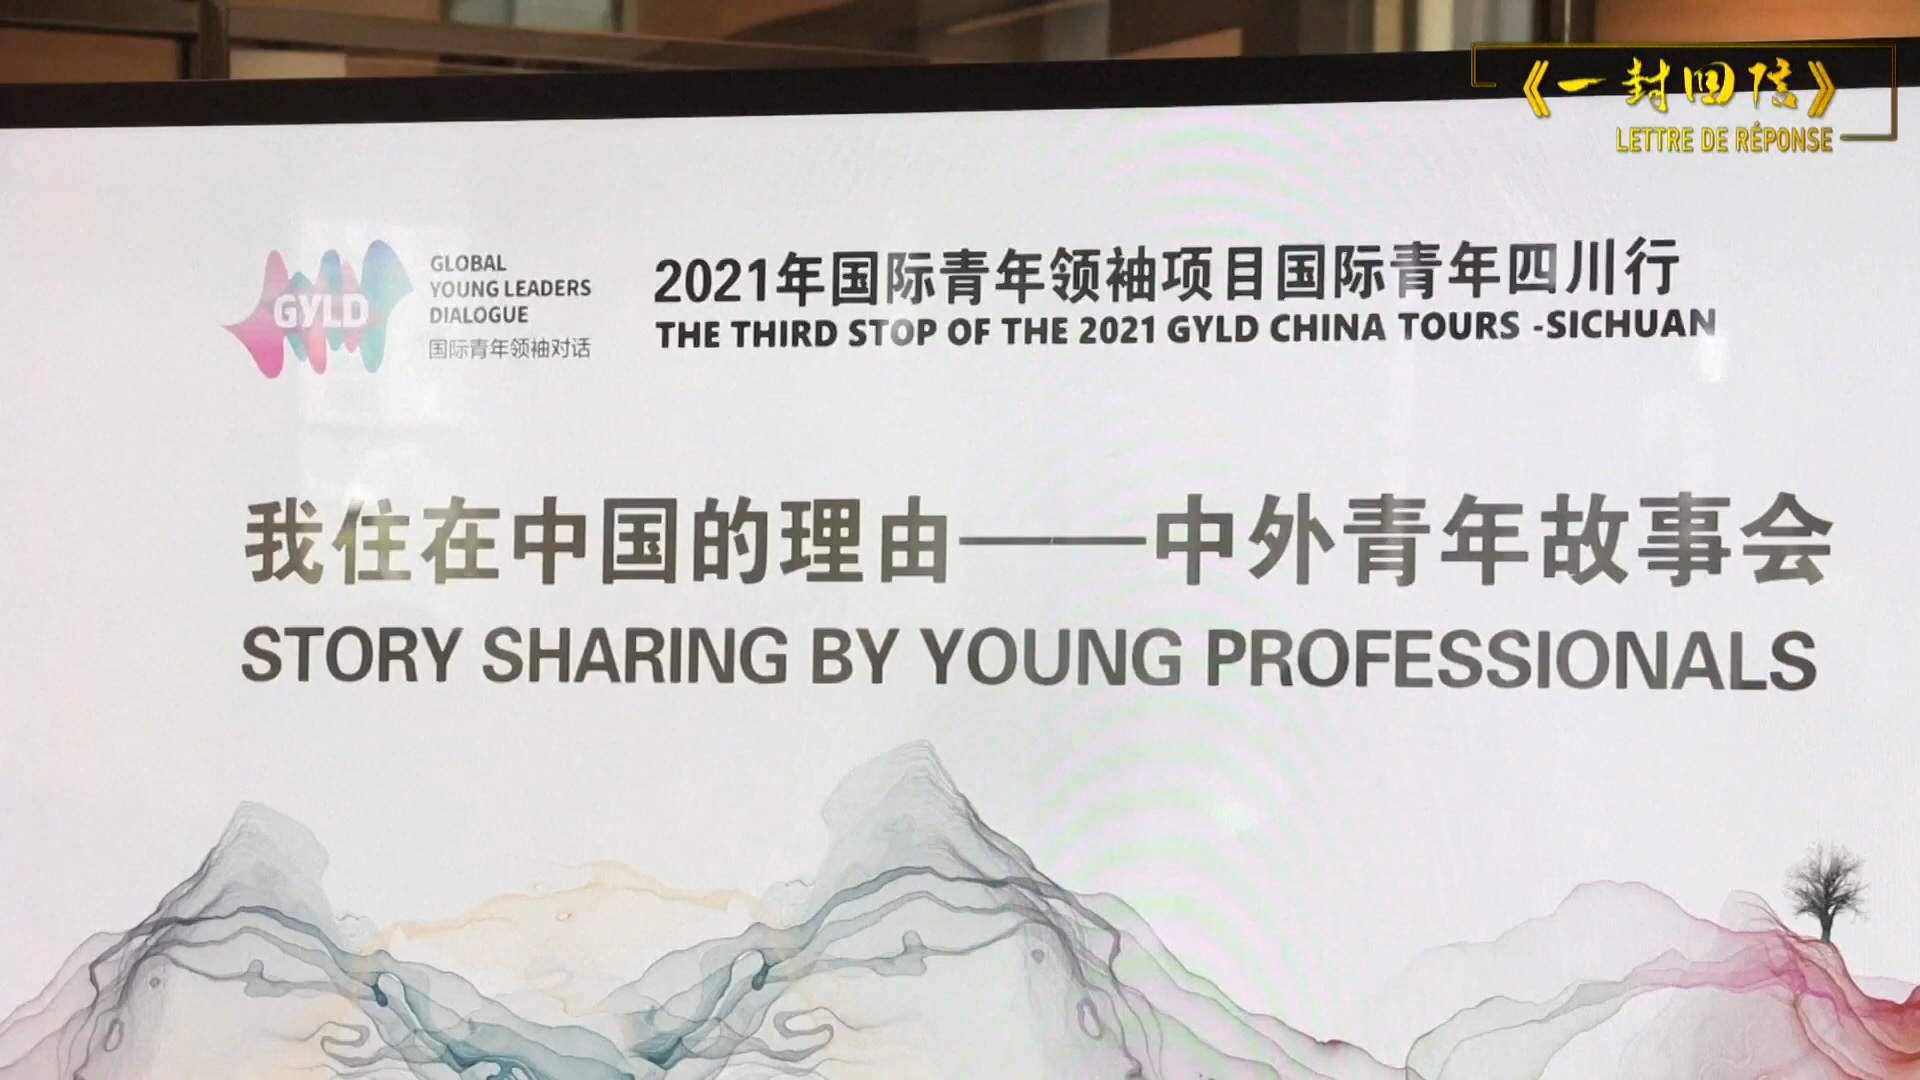 《一封回信》
LETTRE DE RÉPONSE
GYLD
GLOBAL
YOUNG LEADERS
DIALOGUE
国际青年领袖对话
2021年国际青年领袖项目国际青年四川行
THE THIRD STOP OF THE 2021 GYLD CHINA TOURS -SICHUAN
我住在中国的理由——中外青年故事会
STORY SHARING BY YOUNG PROFESSIONALS